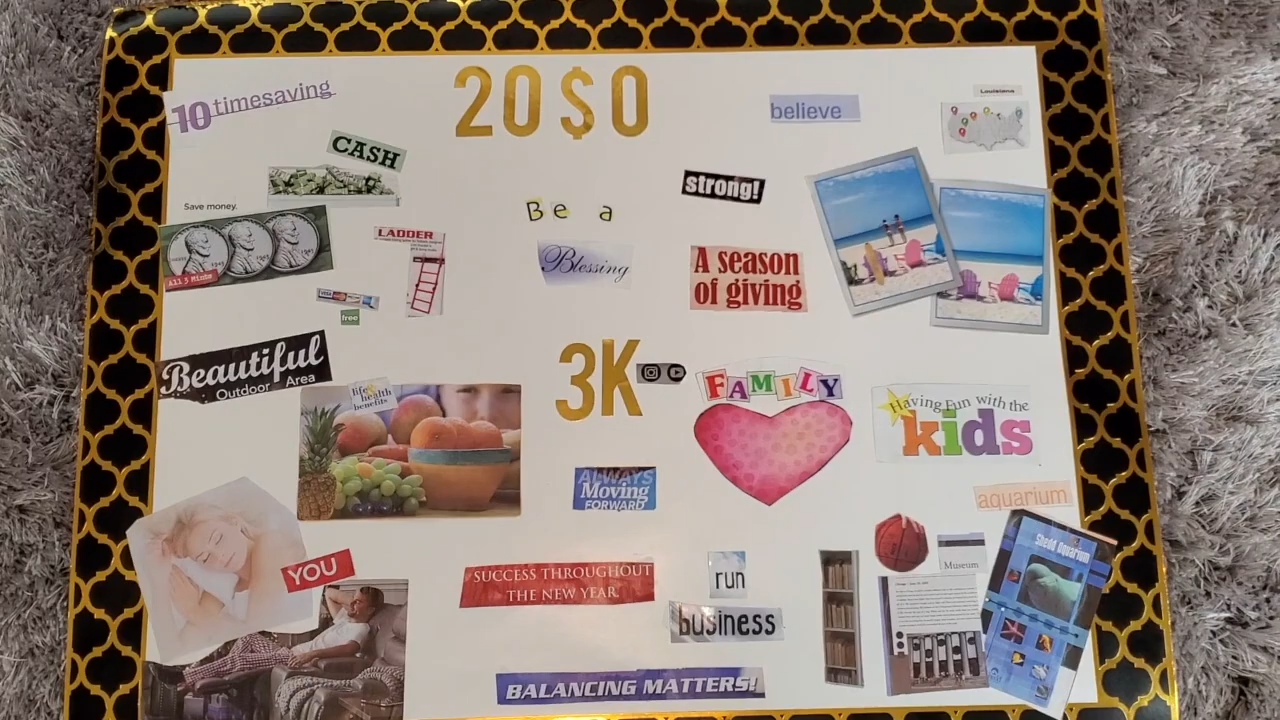 10 timesaving
20$0
believe
Louisiana
CASH
strong!
Save money.
Be a
Blessing
LADDER
A season
of giving
All 3 Mints
VISA
free
Beautiful
Outdoor Area
3K
FAMILY
life &
health
benefits
Having Fun with the
kids
ALWAYS
Moving
FORWARD
aquarium
Shedd Aquarium
Museum
YOU
SUCCESS THROUGHOUT
THE NEW YEAR.
run
business
BALANCING MATTERS!